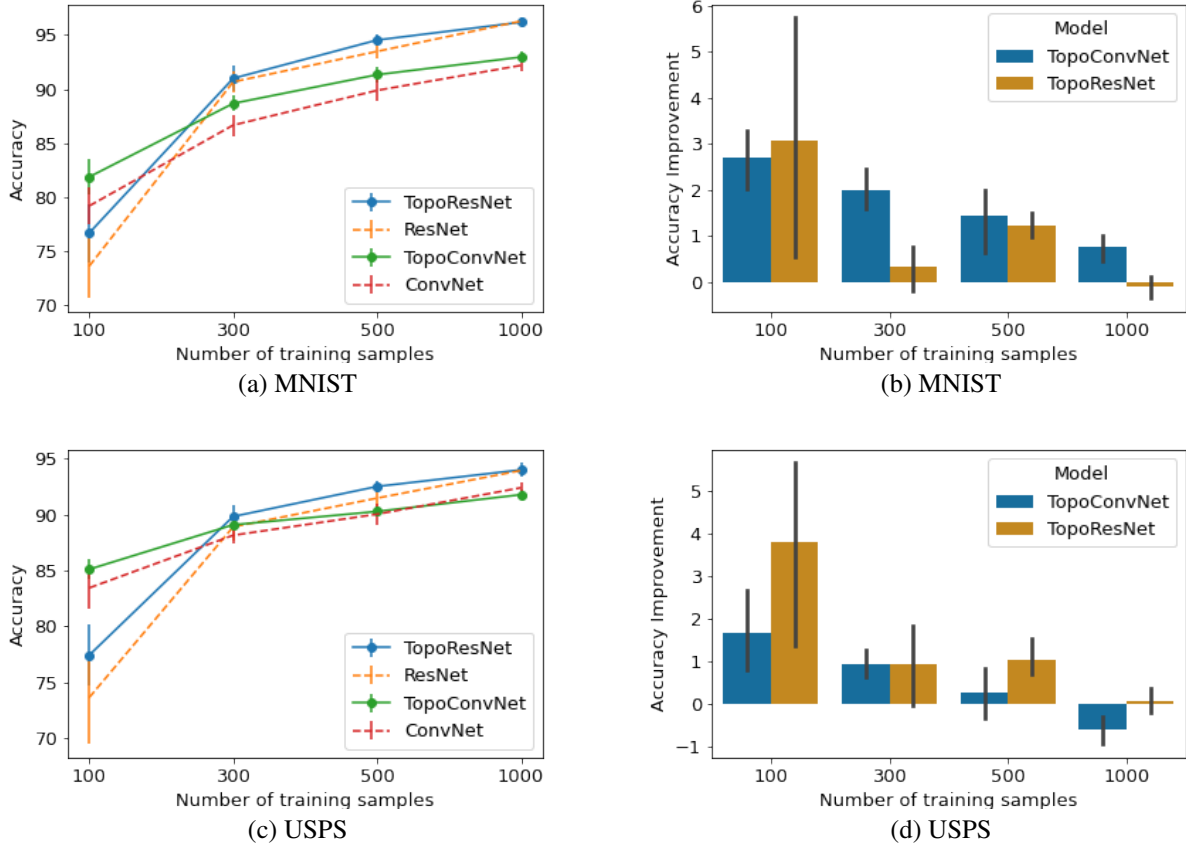 95
90
85
80
75
70
Accuracy
TopoResNet
ResNet
TopoConvNet
ConvNet
100 300 500 1000
Number of training samples
(a) MNIST
6
5
4
3
2
1
0
Accuracy Improvement
Model
TopoConvNet
TopoResNet
100 300 500 1000
Number of training samples
(b) MNIST
95
90
85
80
75
70
Accuracy
TopoResNet
ResNet
TopoConvNet
ConvNet
100 300 500 1000
Number of training samples
(c) USPS
5
4
3
2
1
0
−1
Accuracy Improvement
Model
TopoConvNet
TopoResNet
100 300 500 1000
Number of training samples
(d) USPS